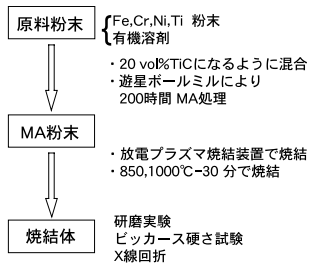 原料粉末
Fe,Cr,Ni,Ti 粉末
有機溶剤
・20 vol%TiCになるように混合
・遊星ボールミルにより
200時間 MA処理
MA粉末
・放電プラズマ焼結装置で焼結
・850,1000℃-30 分で焼結
焼結体
研磨実験
ビッカース硬さ試験
X線回折